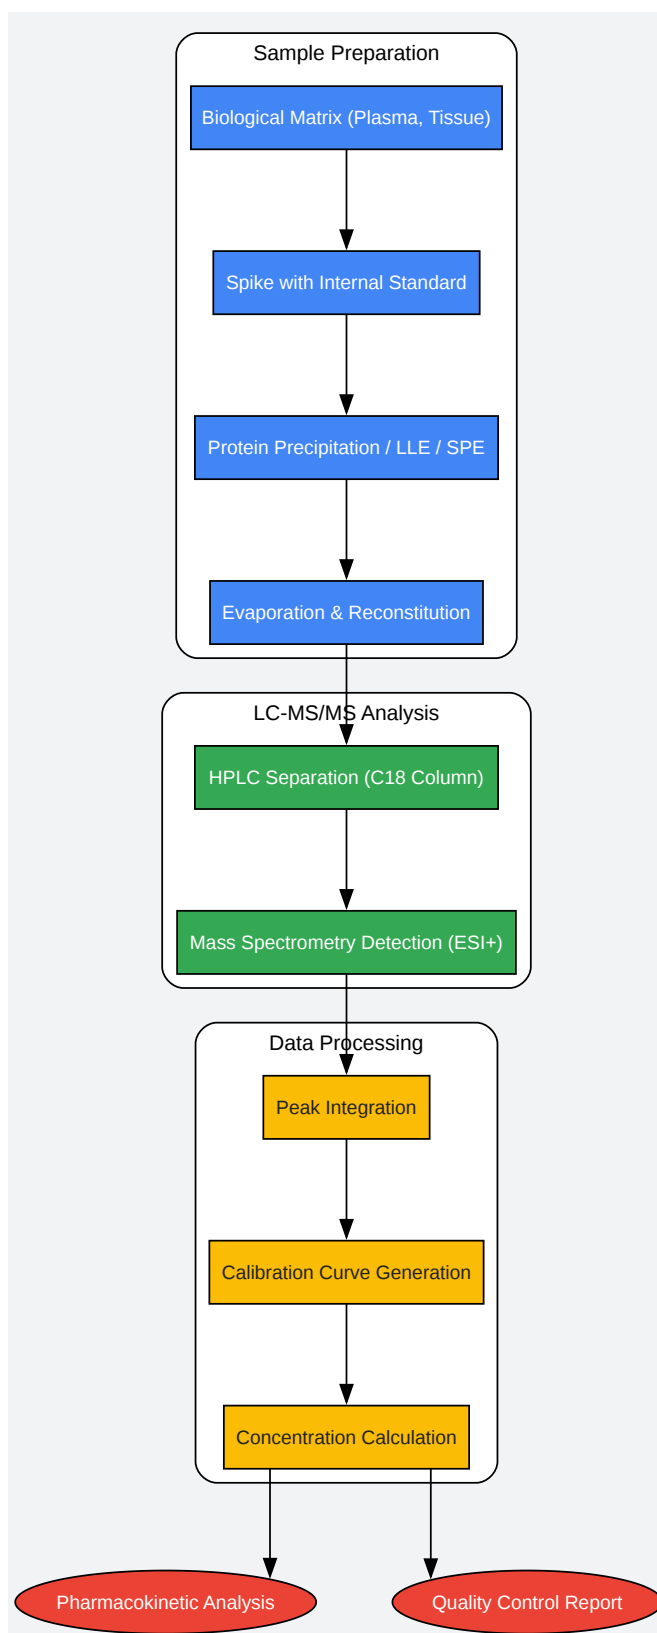 Sample Preparation
Biological Matrix (Plasma, Tissue)
Spike with Internal Standard
Protein Precipitation / LLE / SPE
Evaporation & Reconstitution
LC-MS/MS Analysis
HPLC Separation (C18 Column)
Mass Spectrometry Detection (ESI+)
Data Processing
Peak Integration
Calibration Curve Generation
Concentration Calculation
Pharmacokinetic Analysis
Quality Control Report